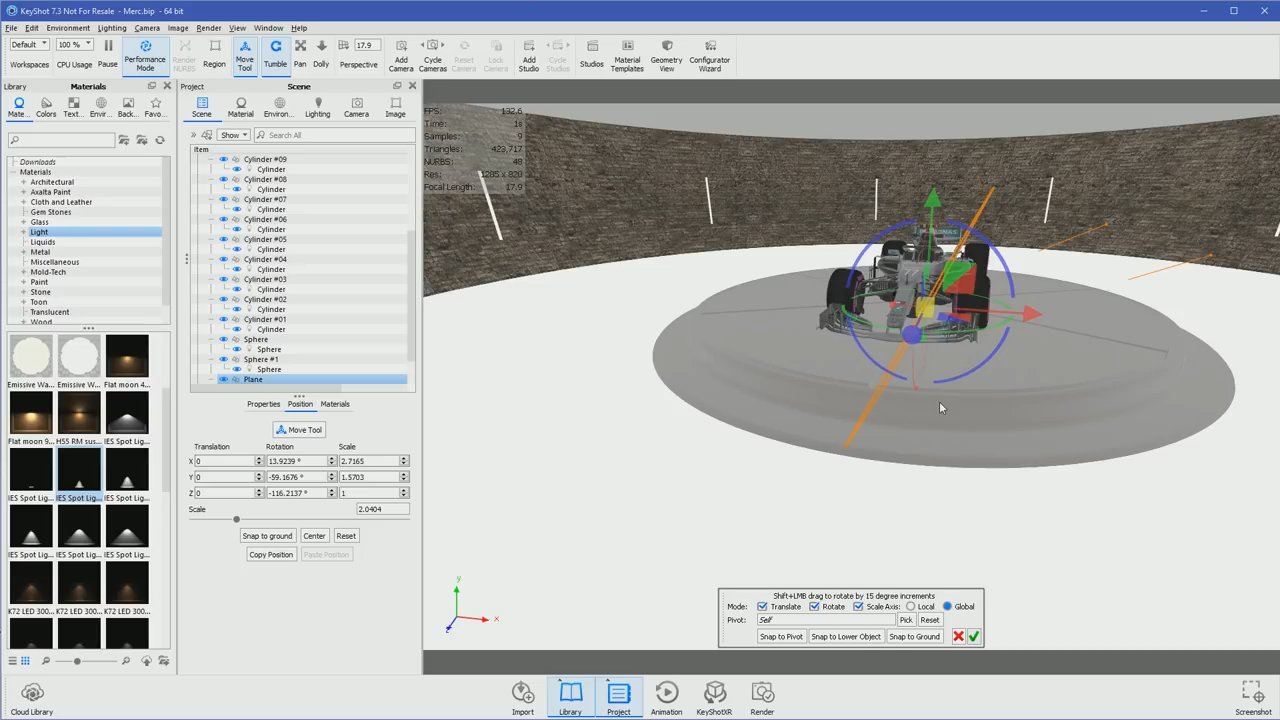 KeyShot 7.3 Not For Resale - Merc.bip - 64 bit
File Edit Environment Lighting Camera Image Render View Window Help
Default 100 % 17.9
Workspaces CPU Usage Pause Performance Mode Render NURBS Region Move Tool Tumble Pan Dolly Perspective Add Camera Cycle Cameras Reset Camera Lock Camera Add Studio Cycle Studios Studios Material Templates Geometry View Configurator Wizard
Library Materials
Mate... Colors Text... Envir... Back... Favo...
Downloads
Materials
Architectural
Axalta Paint
Cloth and Leather
Gem Stones
Glass
Light
Liquids
Metal
Miscellaneous
Mold-Tech
Paint
Stone
Toon
Translucent
Wood
Emissive Wa... Emissive W... Flat moon 4...
Flat moon 9... H55 RM sus... IES Spot Lig...
IES Spot Lig... IES Spot Lig... IES Spot Lig...
IES Spot Lig... IES Spot Lig... IES Spot Lig...
K72 LED 300... K72 LED 300... K72 LED 300...
Project Scene
Scene Material Environ... Lighting Camera Image
» Show Search All
Item
Cylinder #09
Cylinder
Cylinder #08
Cylinder
Cylinder #07
Cylinder
Cylinder #06
Cylinder
Cylinder #05
Cylinder
Cylinder #04
Cylinder
Cylinder #03
Cylinder
Cylinder #02
Cylinder
Cylinder #01
Cylinder
Sphere
Sphere
Sphere #1
Sphere
Plane
Properties Position Materials
Move Tool
Translation Rotation Scale
X 0 13.9239 ° 2.7165
Y 0 -59.1676 ° 1.5703
Z 0 -116.2137 ° 1
Scale 2.0404
Snap to ground Center Reset
Copy Position Paste Position
FPS: 132.6
Time: 1s
Samples: 9
Triangles: 423,717
NURBS: 48
Res: 1285 x 820
Focal Length: 17.9
PETRONAS
y
x
z
Shift+LMB drag to rotate by 15 degree increments
Mode: Translate Rotate Scale Axis: Local Global
Pivot: Self Pick Reset
Snap to Pivot Snap to Lower Object Snap to Ground
Cloud Library Import Library Project Animation KeyShotXR Render Screenshot